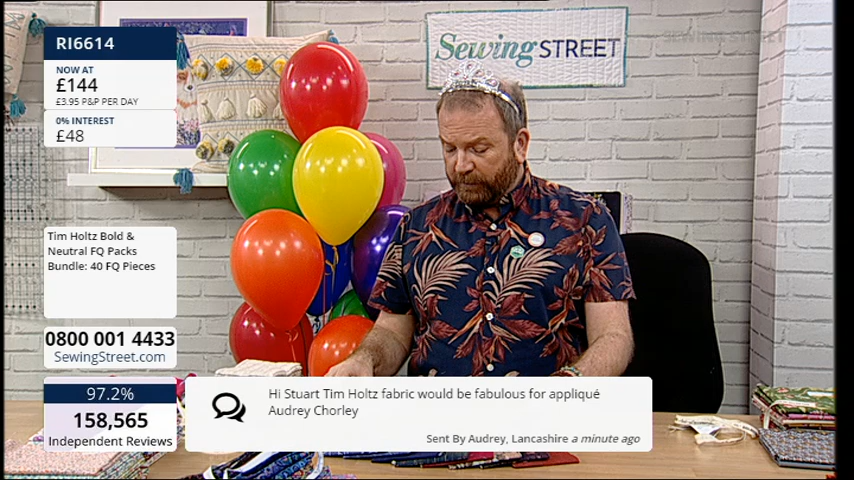 RI6614
NOW AT
£144
£3.95 P&P PER DAY
0% INTEREST
£48
Sewing STREET
SEWING STREET
Tim Holtz Bold &
Neutral FQ Packs
Bundle: 40 FQ Pieces
0800 001 4433
SewingStreet.com
97.2%
158,565
Independent Reviews
Hi Stuart Tim Holtz fabric would be fabulous for appliqué
Audrey Chorley
Sent By Audrey, Lancashire a minute ago